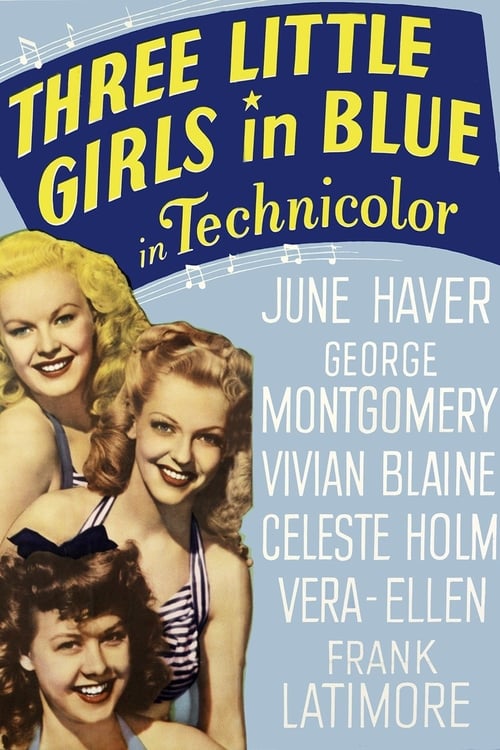 THREE LITTLE
GIRLS in BLUE
in Technicolor
JUNE HAVER
GEORGE
MONTGOMERY
VIVIAN BLAINE
CELESTE HOLM
VERA-ELLEN
FRANK
LATIMORE